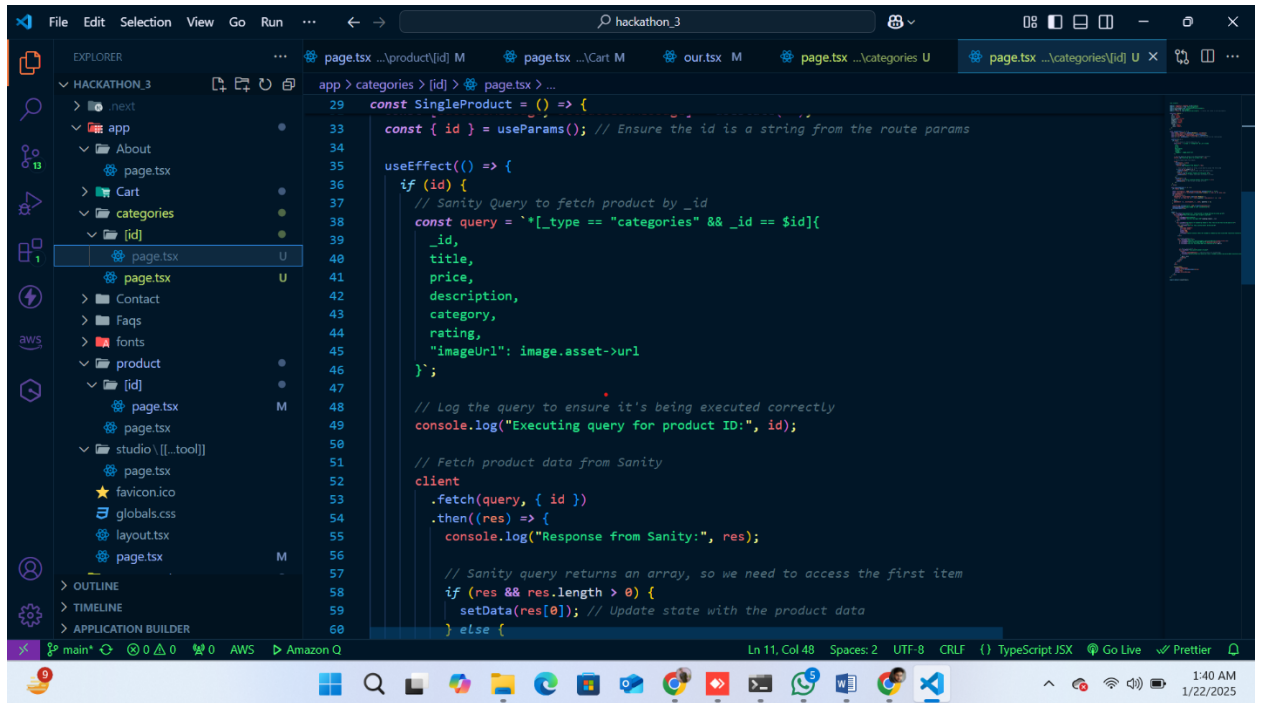 File Edit Selection View Go Run ··· hackathon_3
EXPLORER ···
page.tsx ...\product\[id] M page.tsx ...\Cart M our.tsx M page.tsx ...\categories U page.tsx ...\categories\[id] U
HACKATHON_3
app > categories > [id] > page.tsx > ...
.next
app
About
page.tsx
Cart
categories
[id]
page.tsx U
page.tsx U
Contact
Faqs
fonts
product
[id]
page.tsx M
page.tsx
studio \ [[...tool]]
page.tsx
favicon.ico
globals.css
layout.tsx
page.tsx M
OUTLINE
TIMELINE
APPLICATION BUILDER
13
1
aws
29 const SingleProduct = () => {
33 const { id } = useParams(); // Ensure the id is a string from the route params
34
35 useEffect(() => {
36 if (id) {
37 // Sanity Query to fetch product by _id
38 const query = `*[_type == "categories" && _id == $id]{
39 _id,
40 title,
41 price,
42 description,
43 category,
44 rating,
45 "imageUrl": image.asset->url
46 }`;
47
48 // Log the query to ensure it's being executed correctly
49 console.log("Executing query for product ID:", id);
50
51 // Fetch product data from Sanity
52 client
53 .fetch(query, { id })
54 .then((res) => {
55 console.log("Response from Sanity:", res);
56
57 // Sanity query returns an array, so we need to access the first item
58 if (res && res.length > 0) {
59 setData(res[0]); // Update state with the product data
60 } else {
main* 0 0 0 AWS Amazon Q Ln 11, Col 48 Spaces: 2 UTF-8 CRLF {} TypeScript JSX Go Live Prettier
9
5
1:40 AM
1/22/2025